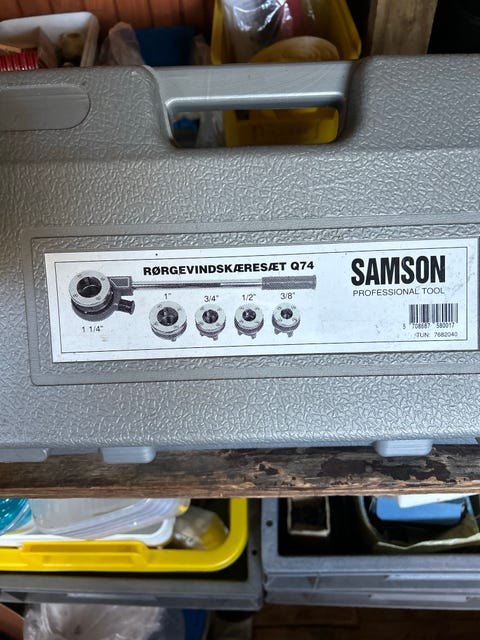 RØRGEVINDSKÆRESÆT Q74
SAMSON
PROFESSIONAL TOOL
1"
3/4"
1/2"
3/8"
1 1/4"
5 708687 580017
TUN: 7682040